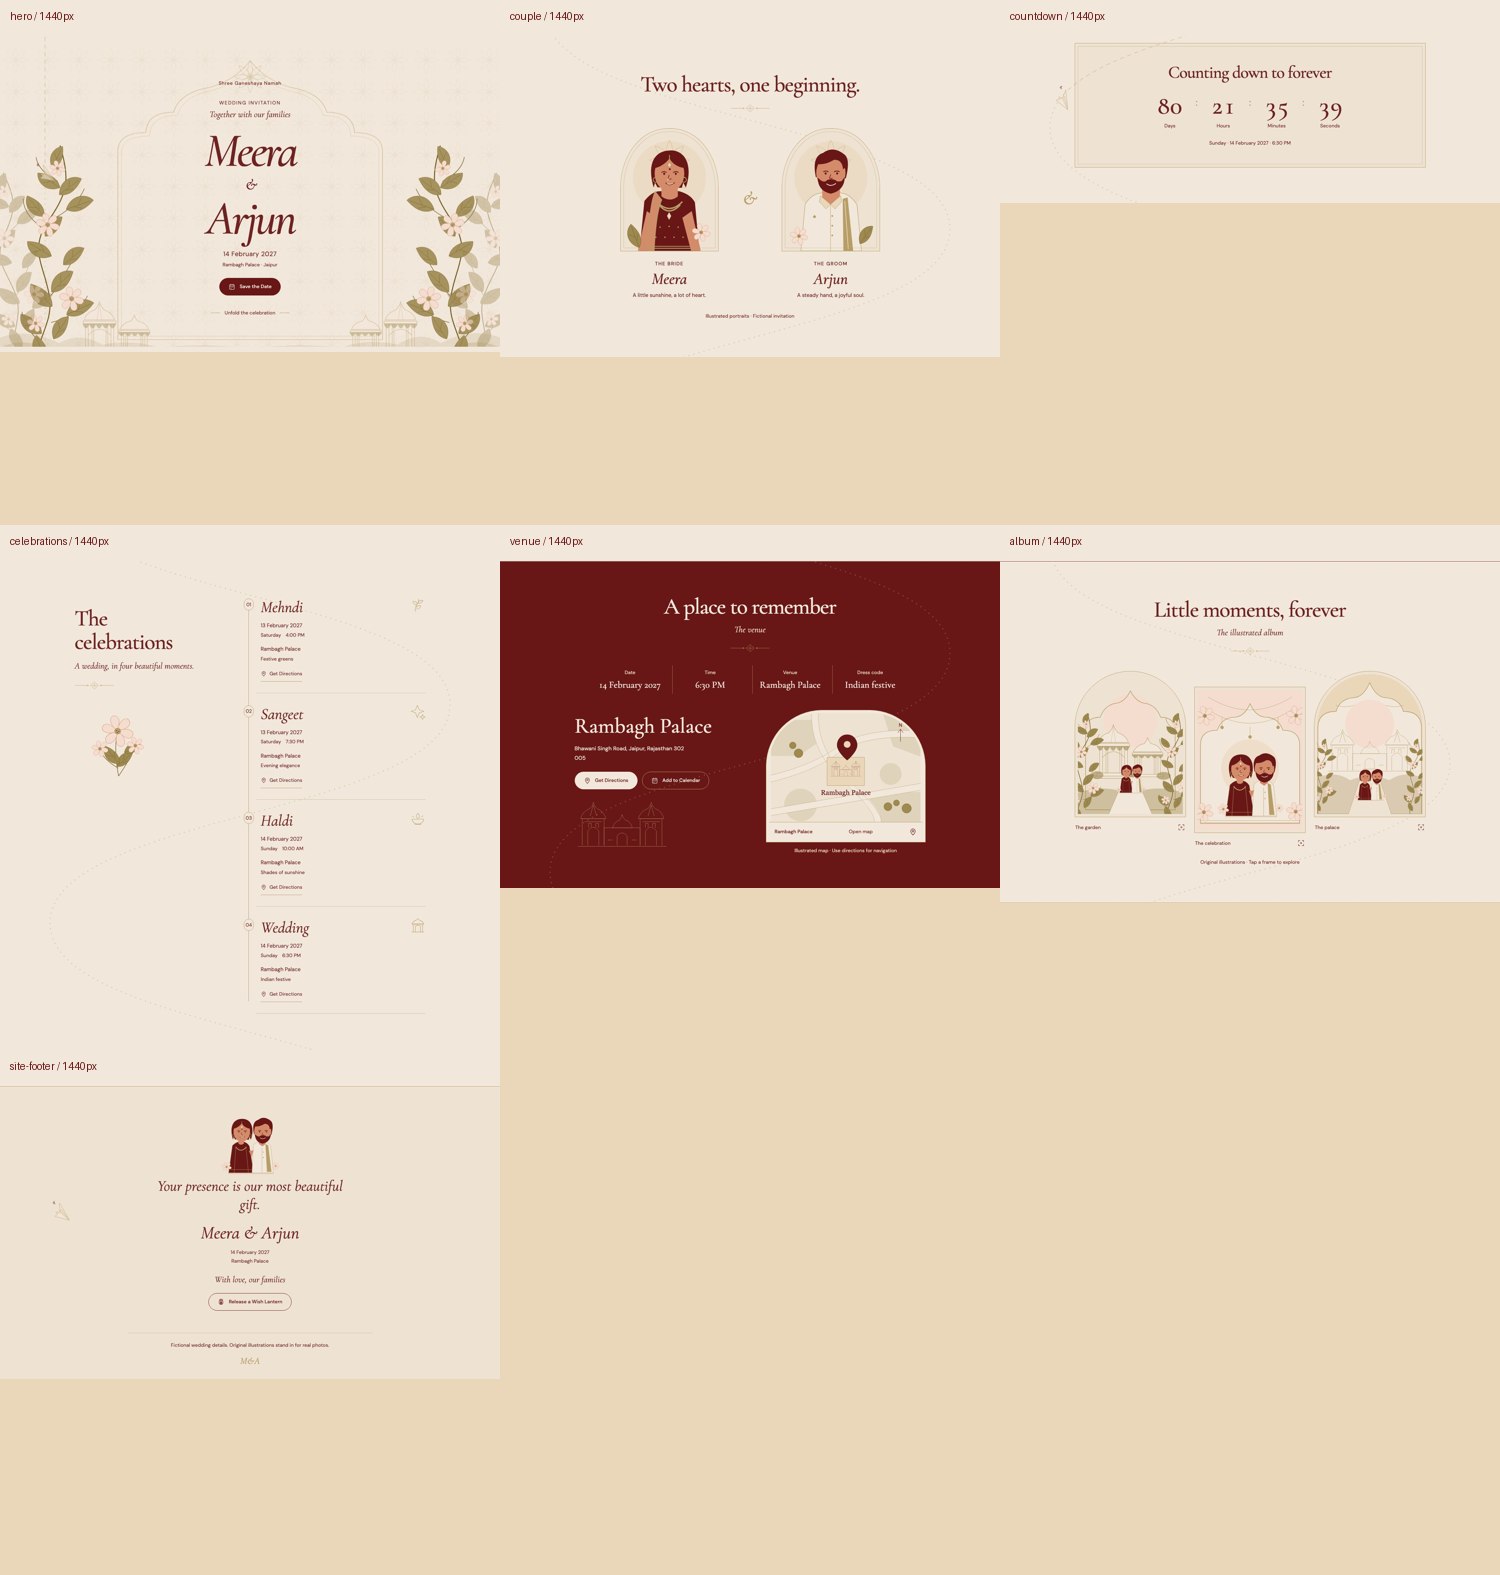 hero / 1440px
Shree Ganeshaya Namah
WEDDING INVITATION
Together with our families
Meera
&
Arjun
14 February 2027
Rambagh Palace · Jaipur
Save the Date
Unfold the celebration
couple / 1440px
Two hearts, one beginning.
&
THE BRIDE
Meera
A little sunshine, a lot of heart.
THE GROOM
Arjun
A steady hand, a joyful soul.
Illustrated portraits · Fictional invitation
countdown / 1440px
Counting down to forever
80 : 21 : 35 : 39
Days Hours Minutes Seconds
Sunday · 14 February 2027 · 6:30 PM
celebrations / 1440px
The
celebrations
A wedding, in four beautiful moments.
01
Mehndi
13 February 2027
Saturday 4:00 PM
Rambagh Palace
Festive greens
Get Directions
02
Sangeet
13 February 2027
Saturday 7:30 PM
Rambagh Palace
Evening elegance
Get Directions
03
Haldi
14 February 2027
Sunday 10:00 AM
Rambagh Palace
Shades of sunshine
Get Directions
04
Wedding
14 February 2027
Sunday 6:30 PM
Rambagh Palace
Indian festive
Get Directions
venue / 1440px
A place to remember
The venue
Date Time Venue Dress code
14 February 2027 6:30 PM Rambagh Palace Indian festive
Rambagh Palace
Bhawani Singh Road, Jaipur, Rajasthan 302
005
Get Directions
Add to Calendar
N
Rambagh Palace
Rambagh Palace Open map
Illustrated map · Use directions for navigation
album / 1440px
Little moments, forever
The illustrated album
The garden
The celebration
The palace
Original illustrations · Tap a frame to explore
site-footer / 1440px
Your presence is our most beautiful
gift.
Meera & Arjun
14 February 2027
Rambagh Palace
With love, our families
Release a Wish Lantern
Fictional wedding details. Original illustrations stand in for real photos.
M&A